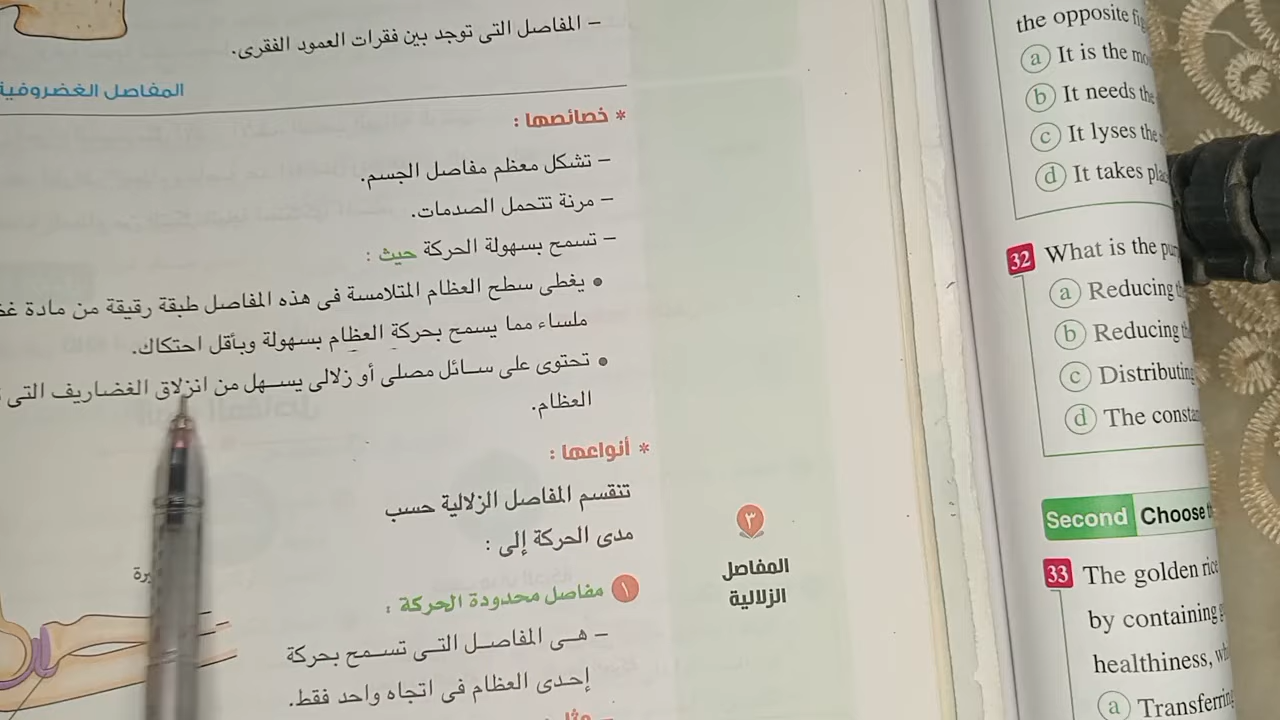 – المفاصل التى توجد بين فقرات العمود الفقرى.
المفاصل الغضروفية
* خصائصها :
– تشكل معظم مفاصل الجسم.
– مرنة تتحمل الصدمات.
– تسمح بسهولة الحركة حيث :
• يغطى سطح العظام المتلامسة فى هذه المفاصل طبقة رقيقة من مادة
ملساء مما يسمح بحركة العظام بسهولة وبأقل احتكاك.
• تحتوى على سائل مصلى أو زلالى يسهل من انزلاق الغضاريف التى
العظام.
* أنواعها :
تنقسم المفاصل الزلالية حسب
مدى الحركة إلى :
١ مفاصل محدودة الحركة :
– هى المفاصل التى تسمح بحركة
إحدى العظام فى اتجاه واحد فقط.
٣
المفاصل
الزلالية
the opposite
a It is the
b It needs the
c It lyses the
d It takes
32 What is the
a Reducing
b Reducing
c Distributing
d The
Second Choose
33 The golden rice
by containing
healthiness,
a